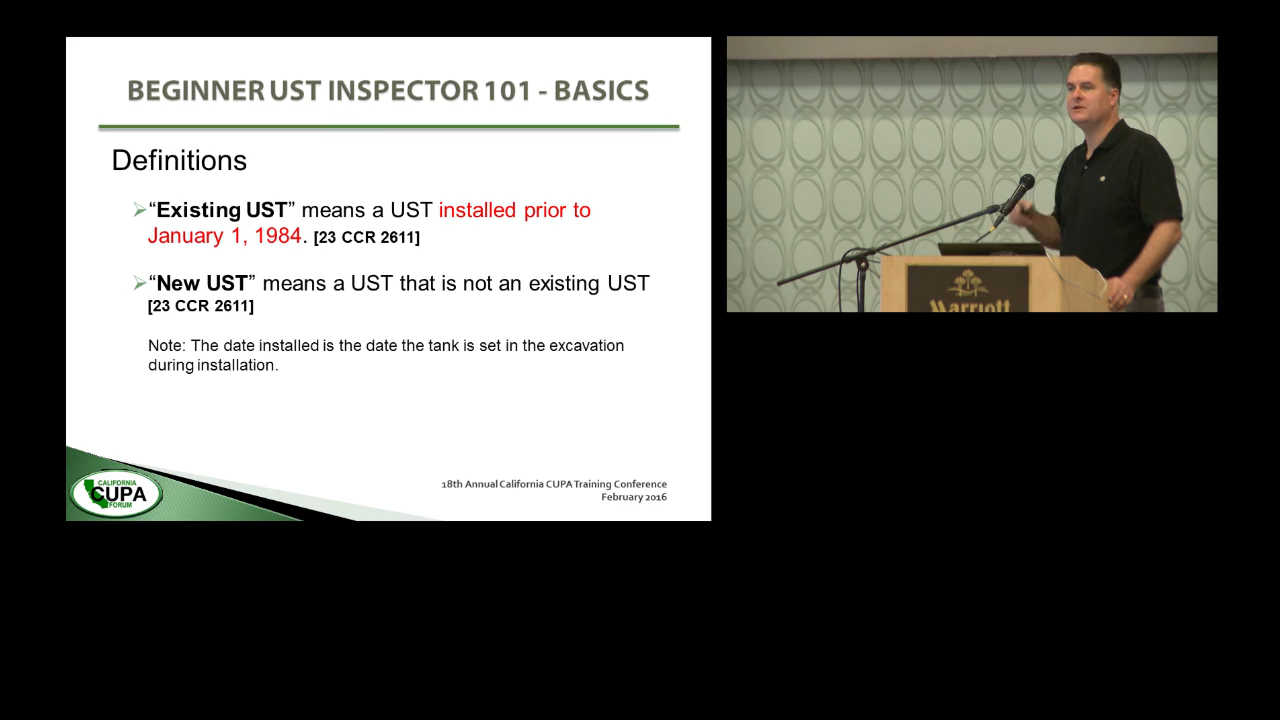 BEGINNER UST INSPECTOR 101 - BASICS
Definitions
“Existing UST” means a UST installed prior to
January 1, 1984. [23 CCR 2611]
“New UST” means a UST that is not an existing UST
[23 CCR 2611]
Note: The date installed is the date the tank is set in the excavation
during installation.
CALIFORNIA
CUPA
FORUM
18th Annual California CUPA Training Conference
February 2016
Marriott